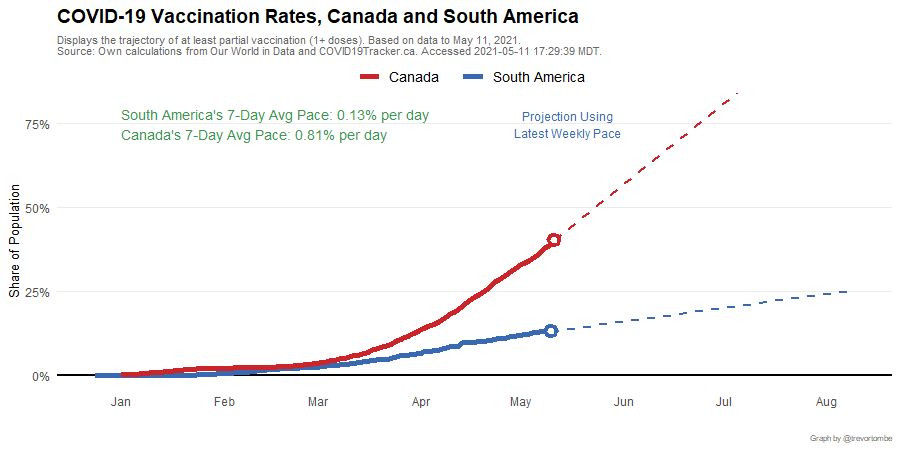 COVID-19 Vaccination Rates, Canada and South America
Displays the trajectory of at least partial vaccination (1+ doses). Based on data to May 11, 2021.
Source: Own calculations from Our World in Data and COVID19Tracker.ca. Accessed 2021-05-11 17:29:39 MDT.
Canada South America
South America's 7-Day Avg Pace: 0.13% per day
Canada's 7-Day Avg Pace: 0.81% per day
Projection Using
Latest Weekly Pace
Share of Population
75%
50%
25%
0%
Jan Feb Mar Apr May Jun Jul Aug
Graph by @trevortombe